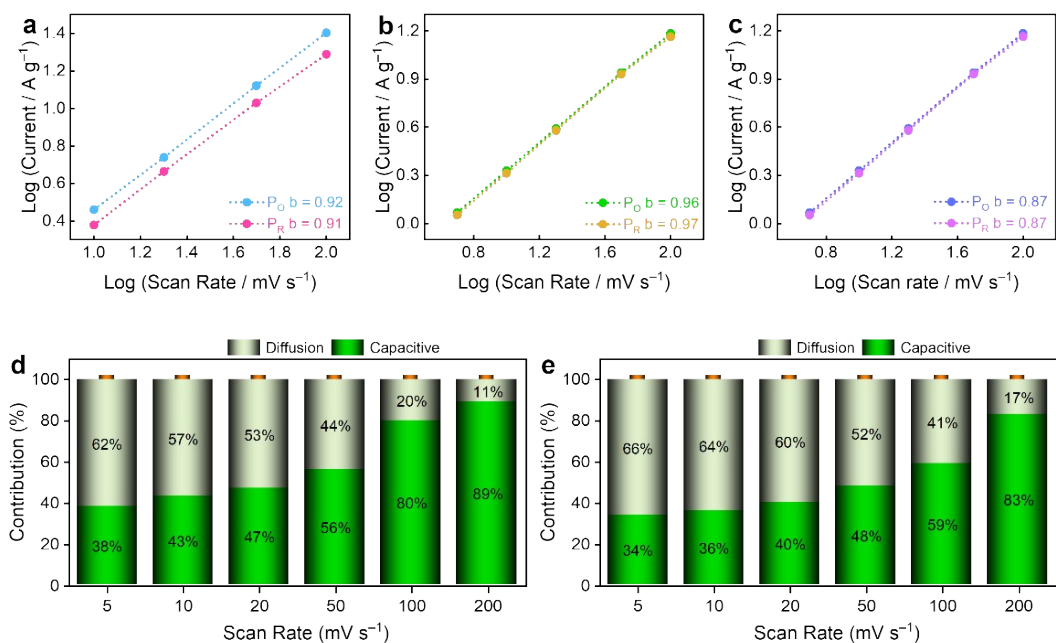 a
Log (Current / A g⁻¹)
1.4
1.2
1.0
0.8
0.6
0.4
P_O b = 0.92
P_R b = 0.91
1.0 1.2 1.4 1.6 1.8 2.0
Log (Scan Rate / mV s⁻¹)
b
Log (Current / A g⁻¹)
1.2
0.9
0.6
0.3
0.0
P_O b = 0.96
P_R b = 0.97
0.8 1.2 1.6 2.0
Log (Scan Rate / mV s⁻¹)
c
Log (Current / A g⁻¹)
1.2
0.9
0.6
0.3
0.0
P_O b = 0.87
P_R b = 0.87
0.8 1.2 1.6 2.0
Log (Scan rate / mV s⁻¹)
d
Diffusion Capacitive
Contribution (%)
100
80
60
40
20
0
62% 57% 53% 44% 20% 11%
38% 43% 47% 56% 80% 89%
5 10 20 50 100 200
Scan Rate (mV s⁻¹)
e
Diffusion Capacitive
Contribution (%)
100
80
60
40
20
0
66% 64% 60% 52% 41% 17%
34% 36% 40% 48% 59% 83%
5 10 20 50 100 200
Scan Rate (mV s⁻¹)